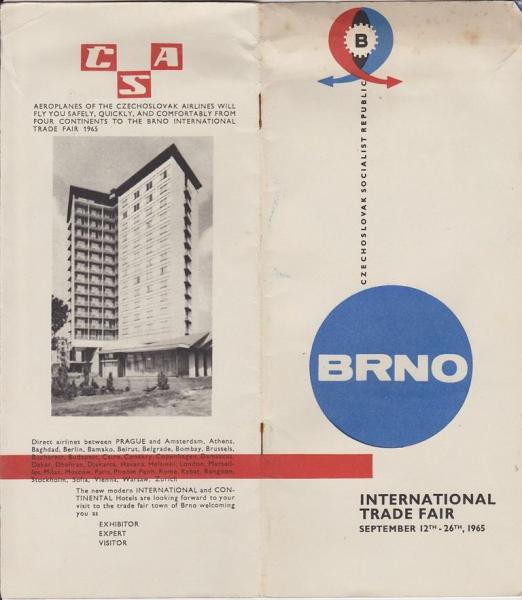 ČSA
AEROPLANES OF THE CZECHOSLOVAK AIRLINES WILL
FLY YOU SAFELY, QUICKLY, AND COMFORTABLY FROM
FOUR CONTINENTS TO THE BRNO INTERNATIONAL
TRADE FAIR 1965
Direct airlines between PRAGUE and Amsterdam, Athens,
Baghdad, Berlin, Bamako, Beirut, Belgrade, Bombay, Brussels,
Bucharest, Budapest, Cairo, Conakry, Copenhagen, Damascus,
Dakar, Dhahran, Djakarta, Havana, Helsinki, London, Marseil-
les, Milan, Moscow, Paris, Phnom Penh, Rome, Rabat, Rangoon,
Stockholm, Sofia, Vienna, Warsaw, Zurich
The new modern INTERNATIONAL and CON-
TINENTAL Hotels are looking forward to your
visit to the trade fair town of Brno welcoming
you as
EXHIBITOR
EXPERT
VISITOR
B
CZECHOSLOVAK SOCIALIST REPUBLIC
BRNO
INTERNATIONAL
TRADE FAIR
SEPTEMBER 12TH - 26TH, 1965